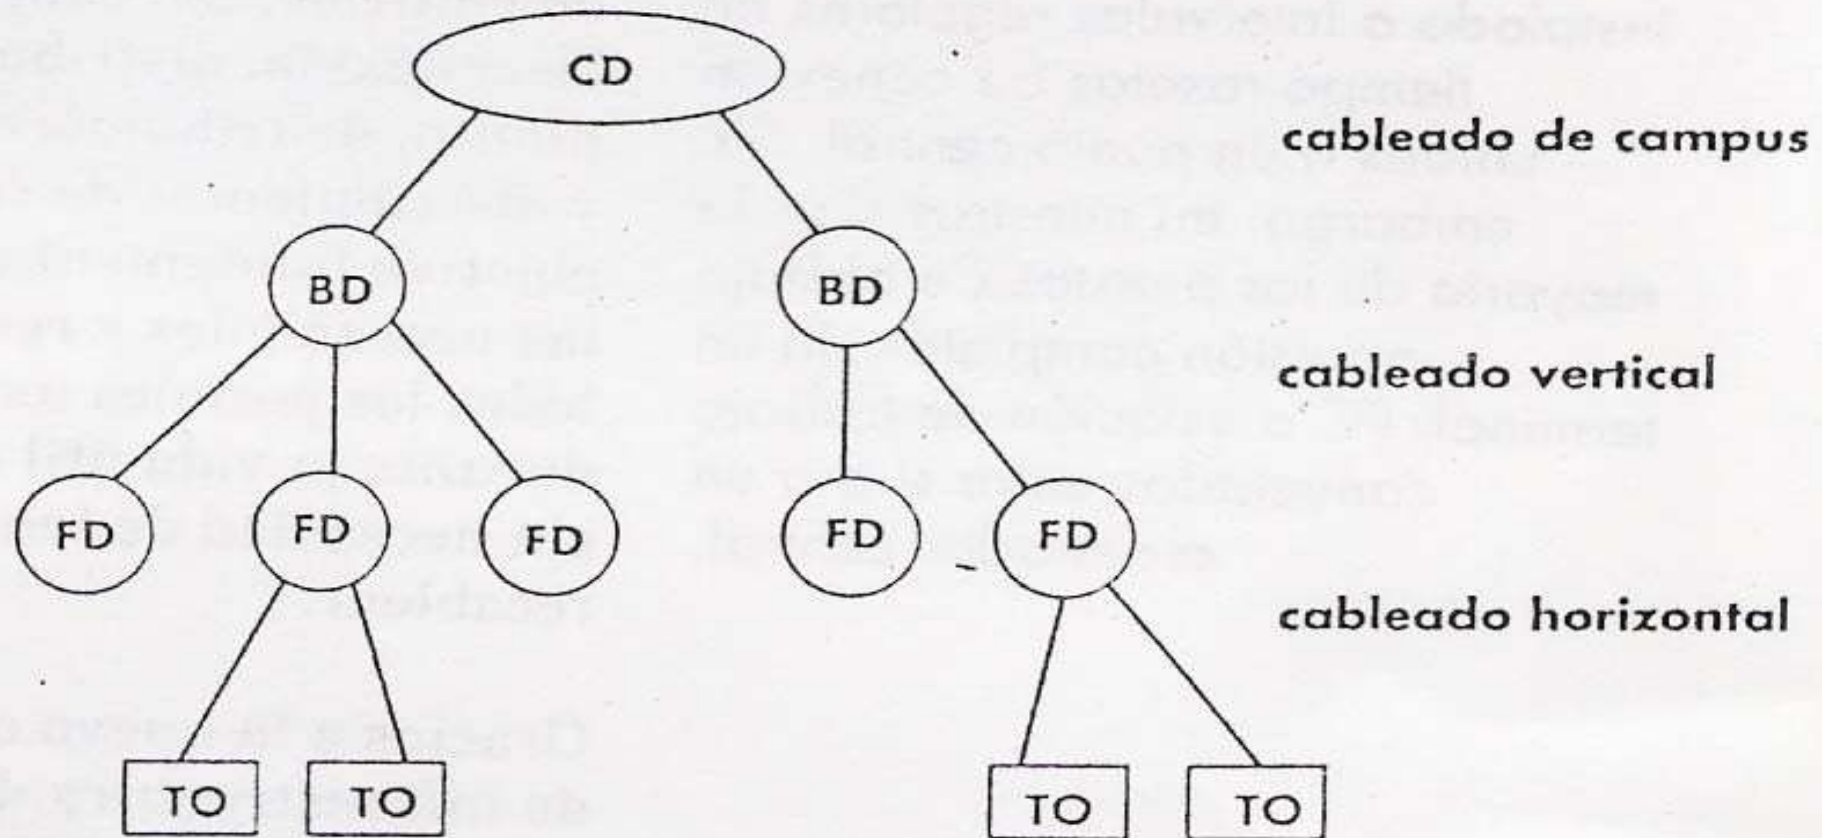 CD
cableado de campus
BD BD
cableado vertical
FD FD FD FD FD
cableado horizontal
TO TO TO TO